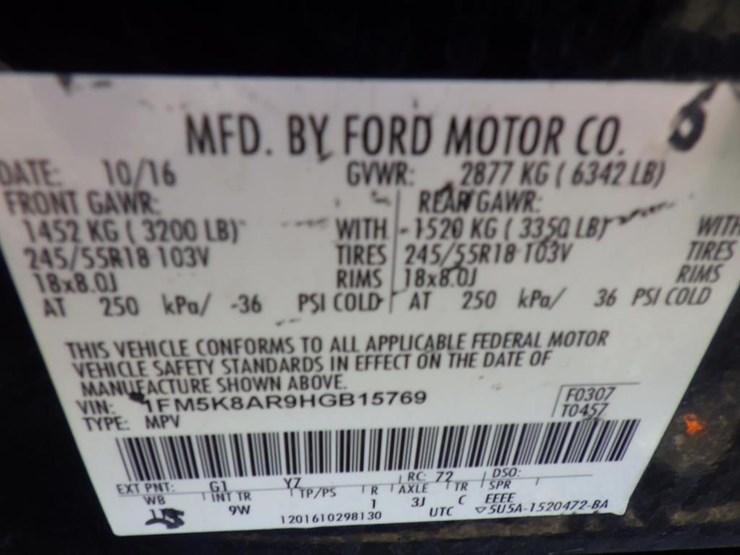 MFD. BY FORD MOTOR CO.
DATE: 10/16 GVWR: 2877 KG ( 6342 LB)
FRONT GAWR: REAR GAWR:
1452 KG ( 3200 LB) WITH 1520 KG ( 3350 LB) WITH
245/55R18 103V TIRES 245/55R18 103V TIRES
18x8.0J RIMS 18x8.0J RIMS
AT 250 kPa/ 36 PSI COLD AT 250 kPa/ 36 PSI COLD
THIS VEHICLE CONFORMS TO ALL APPLICABLE FEDERAL MOTOR
VEHICLE SAFETY STANDARDS IN EFFECT ON THE DATE OF
MANUFACTURE SHOWN ABOVE.
VIN: 1FM5K8AR9HGB15769 F0307
TYPE: MPV T0457
EXT PNT: G1 YZ RC: 72 DSO:
WB INT TR TP/PS R AXLE TR SPR
9W 1 3J C EEEE
1201610298130 UTC 5U5A-1520472-BA